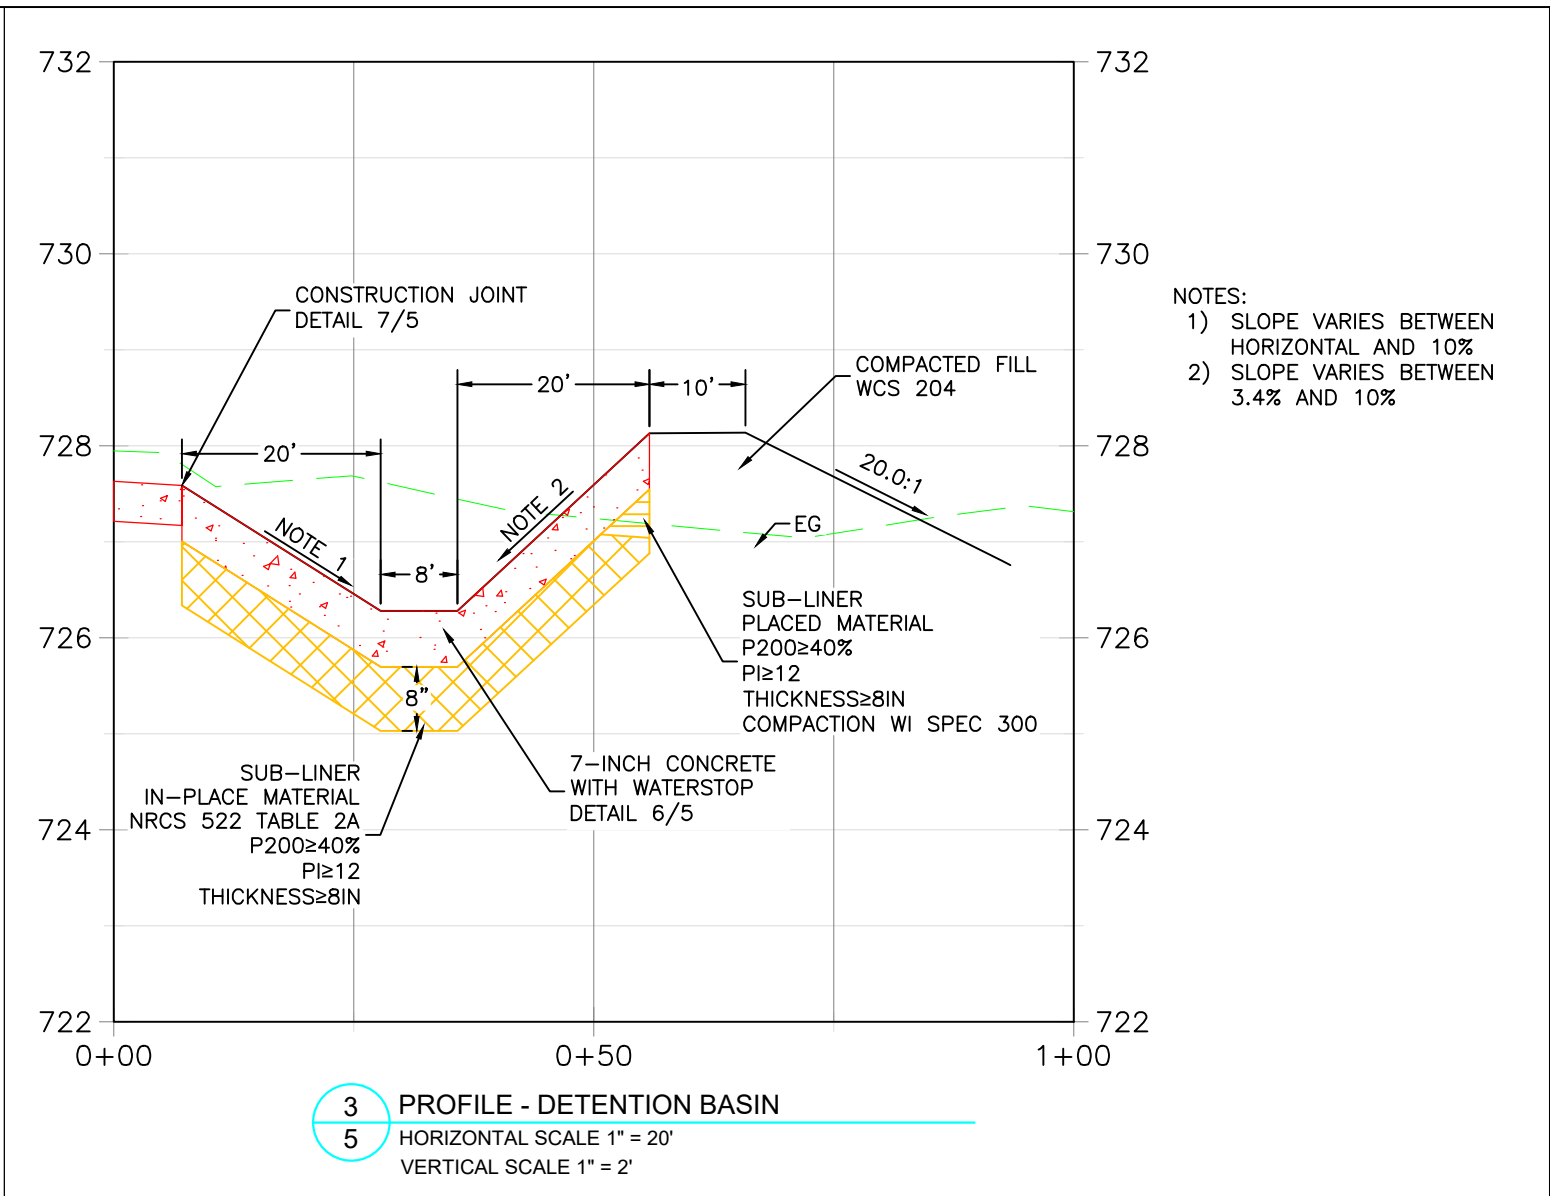 732
732
730
730
CONSTRUCTION JOINT
DETAIL 7/5
NOTES:
1) SLOPE VARIES BETWEEN
HORIZONTAL AND 10%
2) SLOPE VARIES BETWEEN
3.4% AND 10%
COMPACTED FILL
WCS 204
20'
10'
728
728
20'
20.0:1
NOTE 2
NOTE 1
EG
8'
SUB-LINER
PLACED MATERIAL
P200≥40%
PI≥12
THICKNESS≥8IN
COMPACTION WI SPEC 300
726
726
8"
7-INCH CONCRETE
WITH WATERSTOP
DETAIL 6/5
SUB-LINER
IN-PLACE MATERIAL
NRCS 522 TABLE 2A
P200≥40%
PI≥12
THICKNESS≥8IN
724
724
722
722
0+00
0+50
1+00
3
5
PROFILE - DETENTION BASIN
HORIZONTAL SCALE 1" = 20'
VERTICAL SCALE 1" = 2'